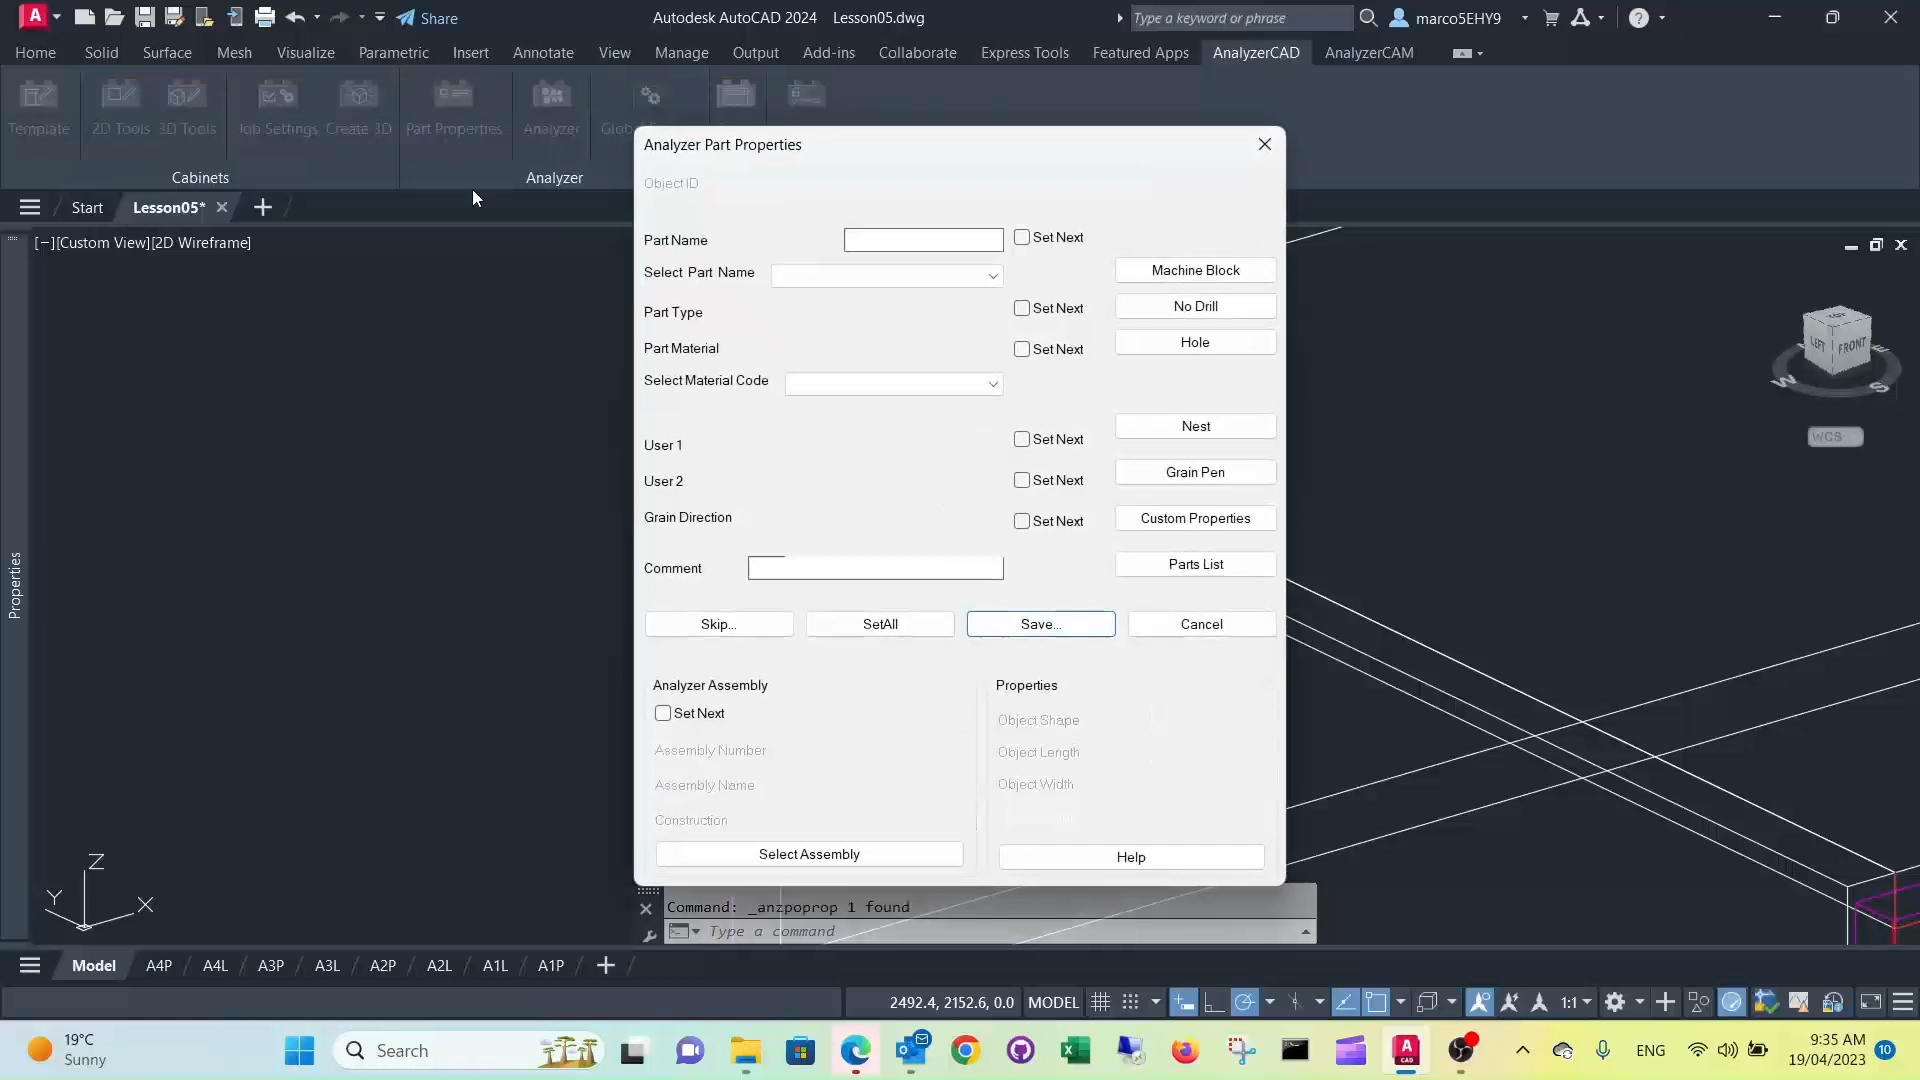 Share
Autodesk AutoCAD 2024 Lesson05.dwg
Type a keyword or phrase
marco5EHY9
Home Solid Surface Mesh Visualize Parametric Insert Annotate View Manage Output Add-ins Collaborate Express Tools Featured Apps AnalyzerCAD AnalyzerCAM
Template 2D Tools 3D Tools Job Settings Create 3D Part Properties Analyzer
Cabinets Analyzer
Start Lesson05*
[−][Custom View][2D Wireframe]
Analyzer Part Properties
Object ID
Part Name Set Next
Select Part Name Machine Block
Part Type Set Next No Drill
Part Material Set Next Hole
Select Material Code
User 1 Set Next Nest
User 2 Set Next Grain Pen
Grain Direction Set Next Custom Properties
Comment Parts List
Skip... SetAll Save... Cancel
Analyzer Assembly Properties
Set Next Object Shape
Assembly Number Object Length
Assembly Name Object Width
Construction
Select Assembly Help
TOP
LEFT FRONT
W S
WCS
Properties
Z
Y X
Command: _anzpoprop 1 found
Type a command
Model A4P A4L A3P A3L A2P A2L A1L A1P
2492.4, 2152.6, 0.0 MODEL 1:1
19°C
Sunny
Search
ENG
9:35 AM
19/04/2023
10